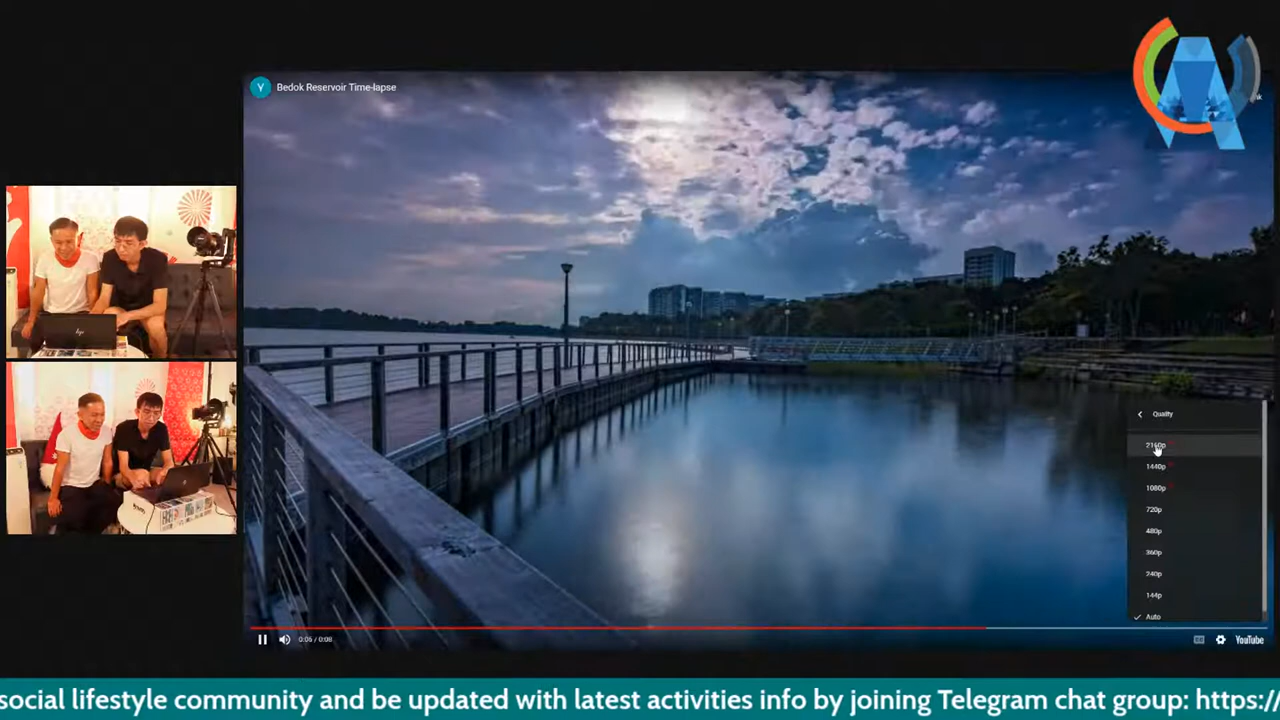 Y Bedok Reservoir Time-lapse
Quality
2160p
1440p
1080p
720p
480p
360p
240p
144p
Auto
0:06 / 0:08
YouTube
social lifestyle community and be updated with latest activities info by joining Telegram chat group: https://